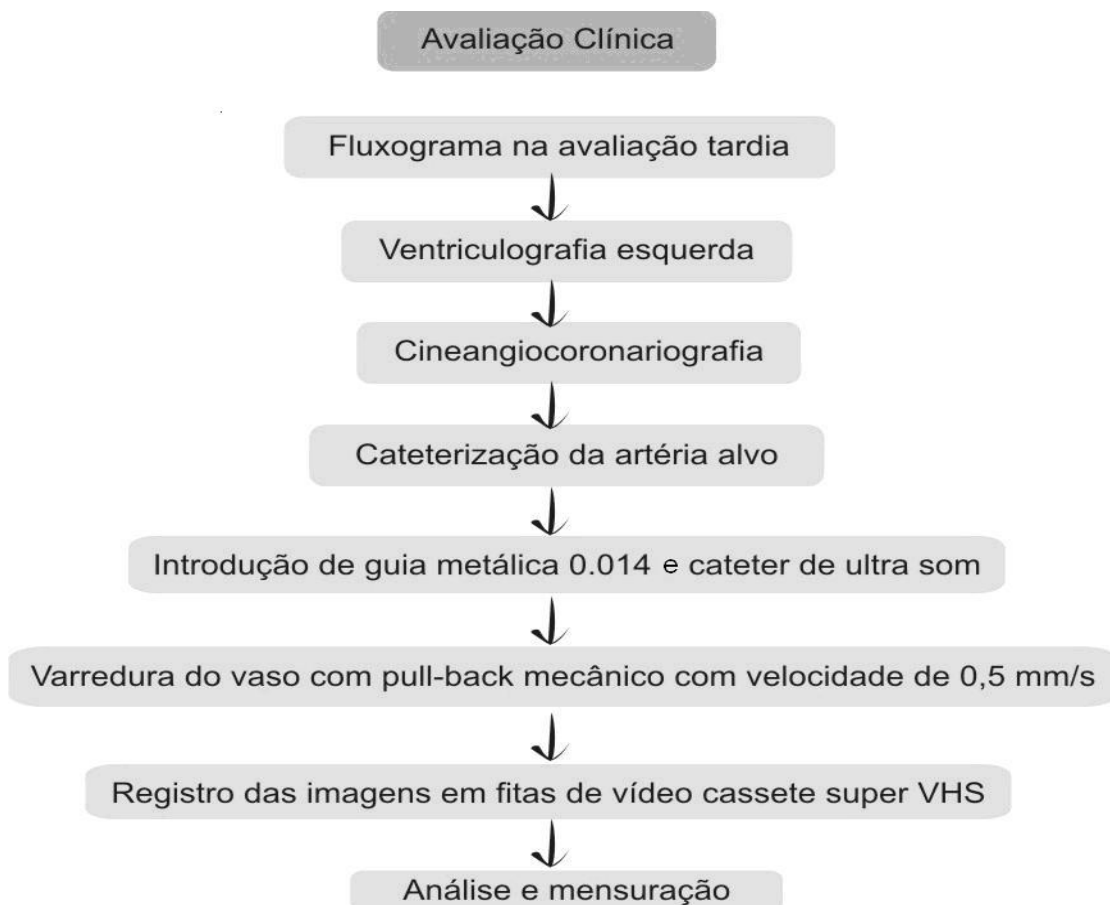 Avaliação Clínica
Fluxograma na avaliação tardia
Ventriculografia esquerda
Cineangiocoronariografia
Cateterização da artéria alvo
Introdução de guia metálica 0.014 e cateter de ultra som
Varredura do vaso com pull-back mecânico com velocidade de 0,5 mm/s
Registro das imagens em fitas de vídeo cassete super VHS
Análise e mensuração